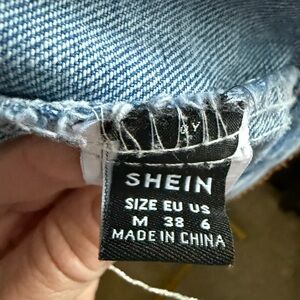 SHEIN
SIZE EU US
M 38 6
MADE IN CHINA